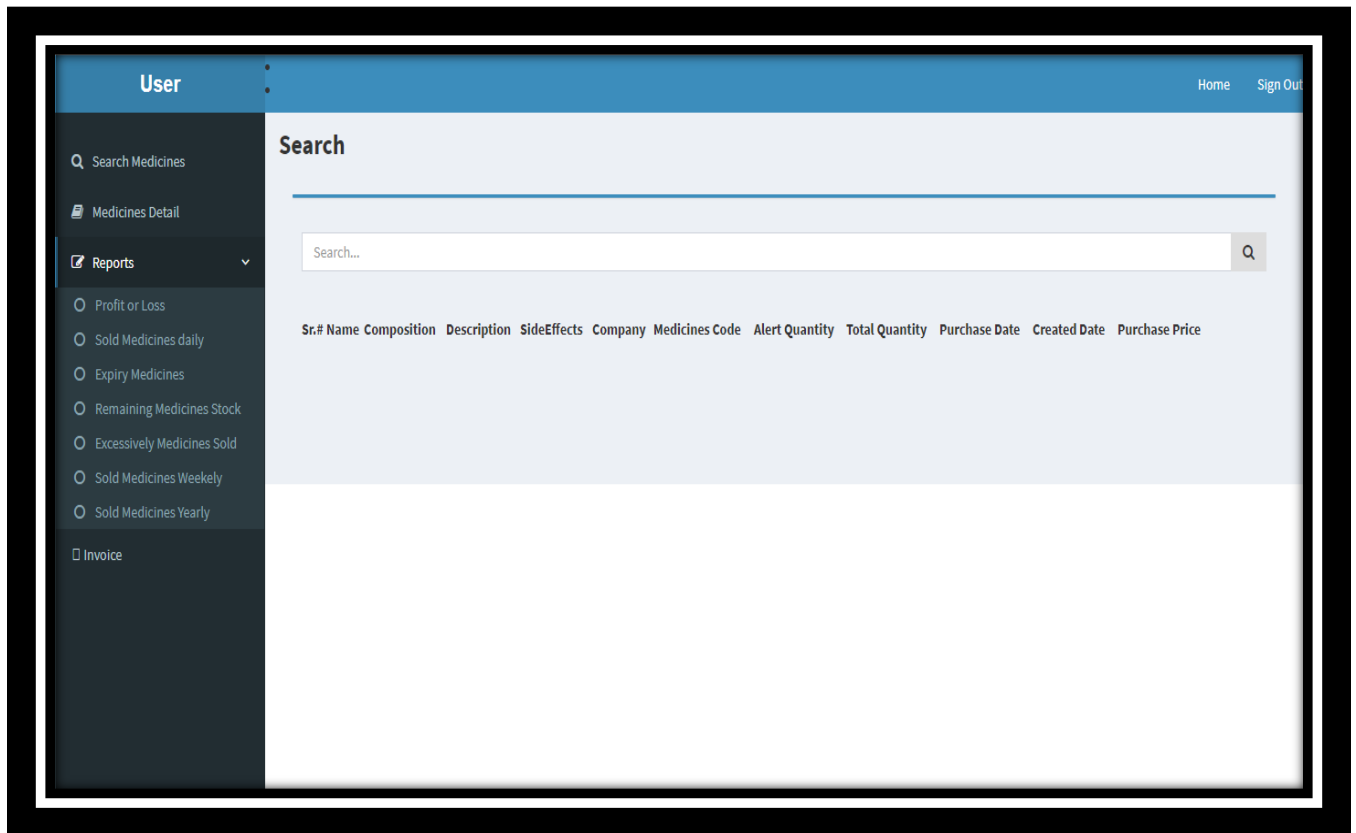 User
Home Sign Out
Search Medicines
Medicines Detail
Reports
Profit or Loss
Sold Medicines daily
Expiry Medicines
Remaining Medicines Stock
Excessively Medicines Sold
Sold Medicines Weekely
Sold Medicines Yearly
Invoice
Search
Search...
Sr.# Name Composition Description SideEffects Company Medicines Code Alert Quantity Total Quantity Purchase Date Created Date Purchase Price